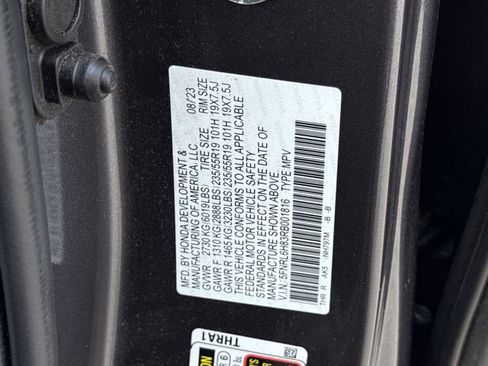 MFD. BY HONDA DEVELOPMENT &
MANUFACTURING OF AMERICA, LLC 08/23
GVWR 2730 KG(6019LBS) TIRE SIZE RIM SIZE
GAWR F 1310 KG(2888LBS) 235/55R19 101H 19X7.5J
GAWR R 1465 KG(3230LBS) 235/55R19 101H 19X7.5J
THIS VEHICLE CONFORMS TO ALL APPLICABLE
FEDERAL MOTOR VEHICLE SAFETY
STANDARDS IN EFFECT ON THE DATE OF
MANUFACTURE SHOWN ABOVE.
V.I.N. 5FNRL6H83RB001816 TYPE: MPV
THR R AK5 -NH797M -B -B
THRA1